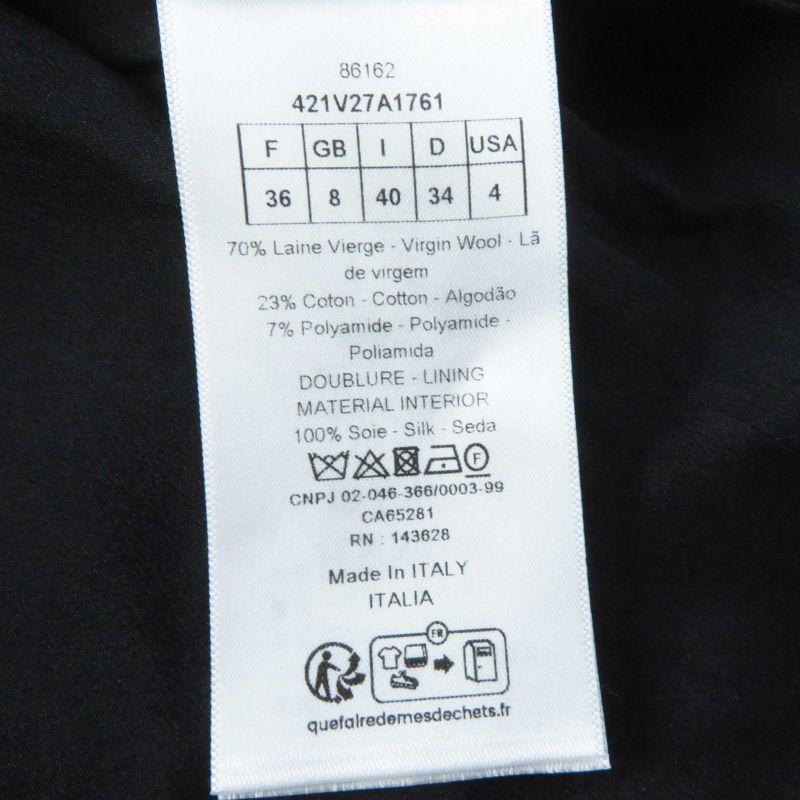 86162
421V27A1761
F GB I D USA
36 8 40 34 4
70% Laine Vierge - Virgin Wool - Lã
de virgem
23% Coton - Cotton - Algodão
7% Polyamide - Polyamide -
Poliamida
DOUBLURE - LINING
MATERIAL INTERIOR
100% Soie - Silk - Seda
F
CNPJ 02-046-366/0003-99
CA65281
RN : 143628
Made In ITALY
ITALIA
FR
quefairedemesdechets.fr